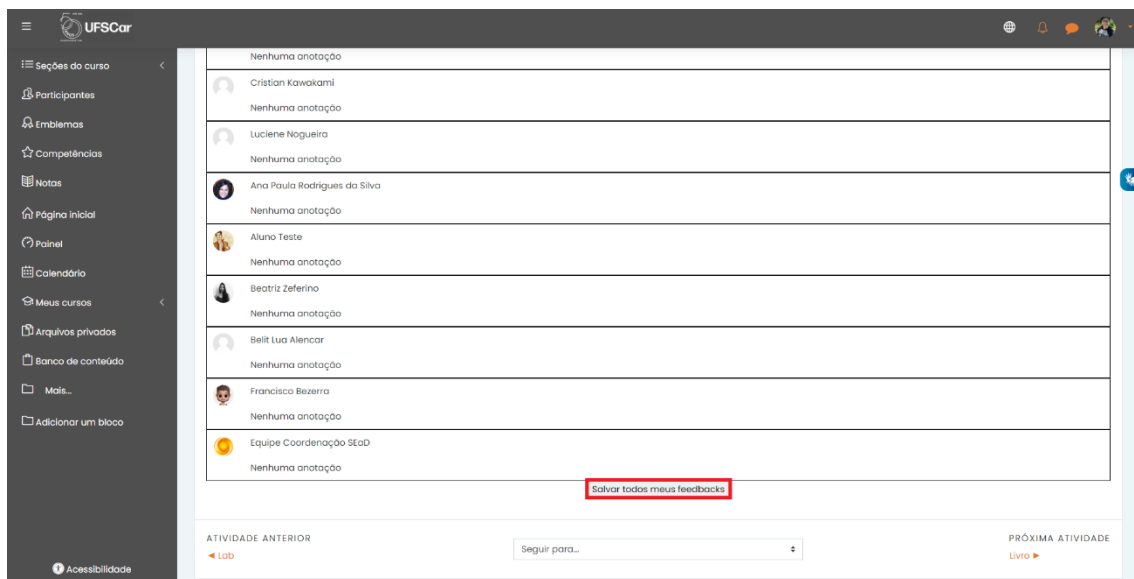 UFSCar
Seções do curso
Participantes
Emblemas
Competências
Notas
Página inicial
Painel
Calendário
Meus cursos
Arquivos privados
Banco de conteúdo
Mais...
Adicionar um bloco
Acessibilidade
Nenhuma anotação
Cristian Kawakami
Nenhuma anotação
Luciene Nogueira
Nenhuma anotação
Ana Paula Rodrigues da Silva
Nenhuma anotação
Aluno Teste
Nenhuma anotação
Beatriz Zeferino
Nenhuma anotação
Belit Lua Alencar
Nenhuma anotação
Francisco Bezerra
Nenhuma anotação
Equipe Coordenação SEaD
Nenhuma anotação
Salvar todos meus feedbacks
ATIVIDADE ANTERIOR
◄ Lab
Seguir para...
PRÓXIMA ATIVIDADE
Livro ►